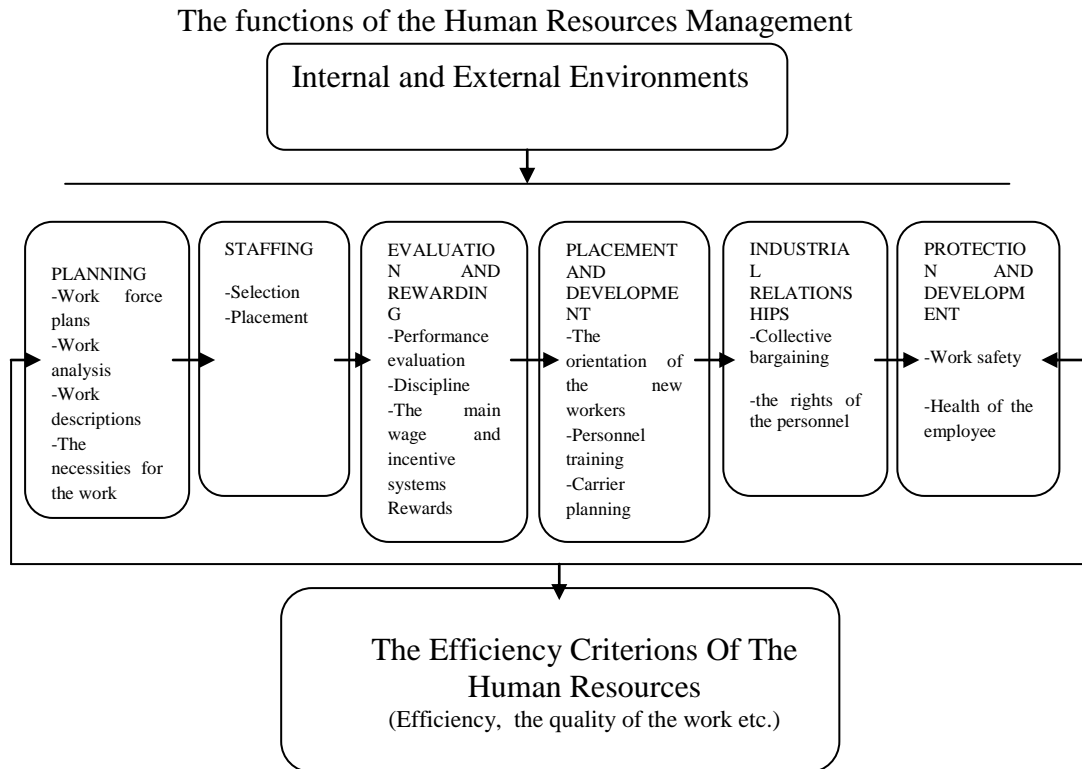 The functions of the Human Resources Management
Internal and External Environments
PLANNING
-Work force
plans
-Work
analysis
-Work
descriptions
-The
necessities for
the work
STAFFING
-Selection
-Placement
EVALUATIO
N AND
REWARDIN
G
-Performance
evaluation
-Discipline
-The main
wage and
incentive
systems
Rewards
PLACEMENT
AND
DEVELOPME
NT
-The
orientation of
the new
workers
-Personnel
training
-Carrier
planning
INDUSTRIA
L
RELATIONS
HIPS
-Collective
bargaining
-the rights of
the personnel
PROTECTIO
N AND
DEVELOPM
ENT
-Work safety
-Health of the
employee
The Efficiency Criterions Of The
Human Resources
(Efficiency, the quality of the work etc.)